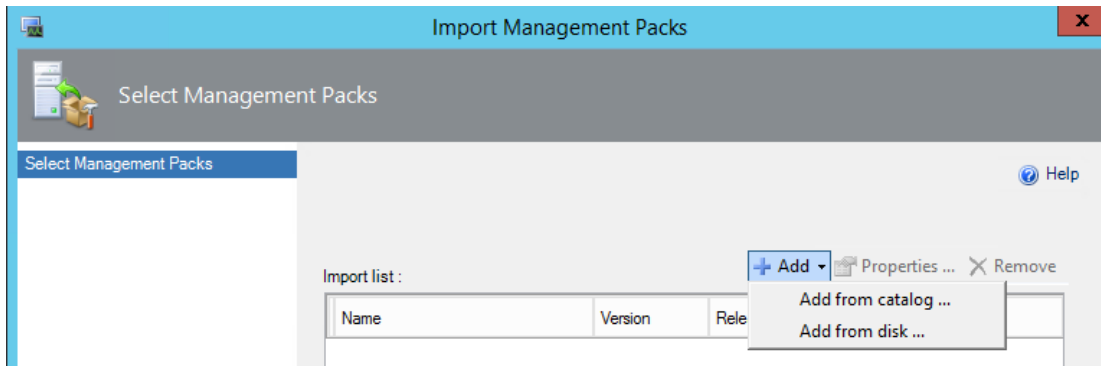 Import Management Packs
x
Select Management Packs
Select Management Packs
Help
Import list :
Add Properties ... Remove
Add from catalog ...
Add from disk ...
Name Version Rele